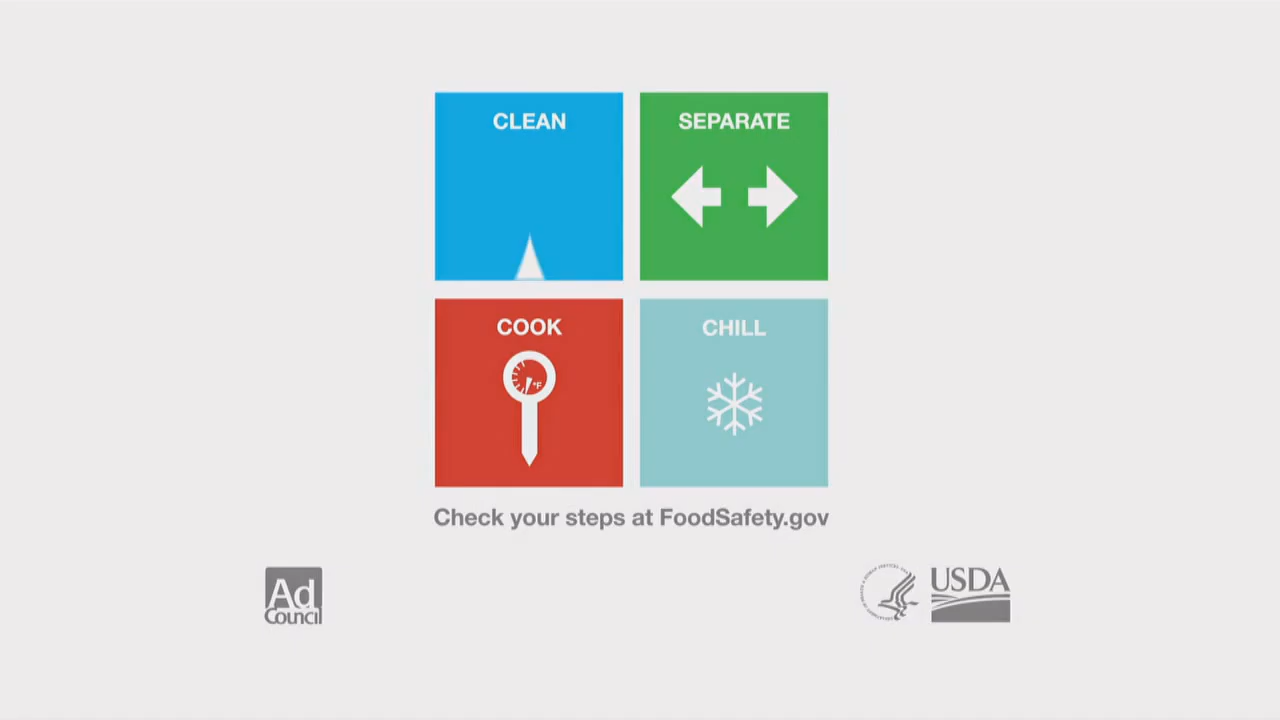 CLEAN
SEPARATE
COOK
°F
CHILL
Check your steps at FoodSafety.gov
Ad
Council
USDA